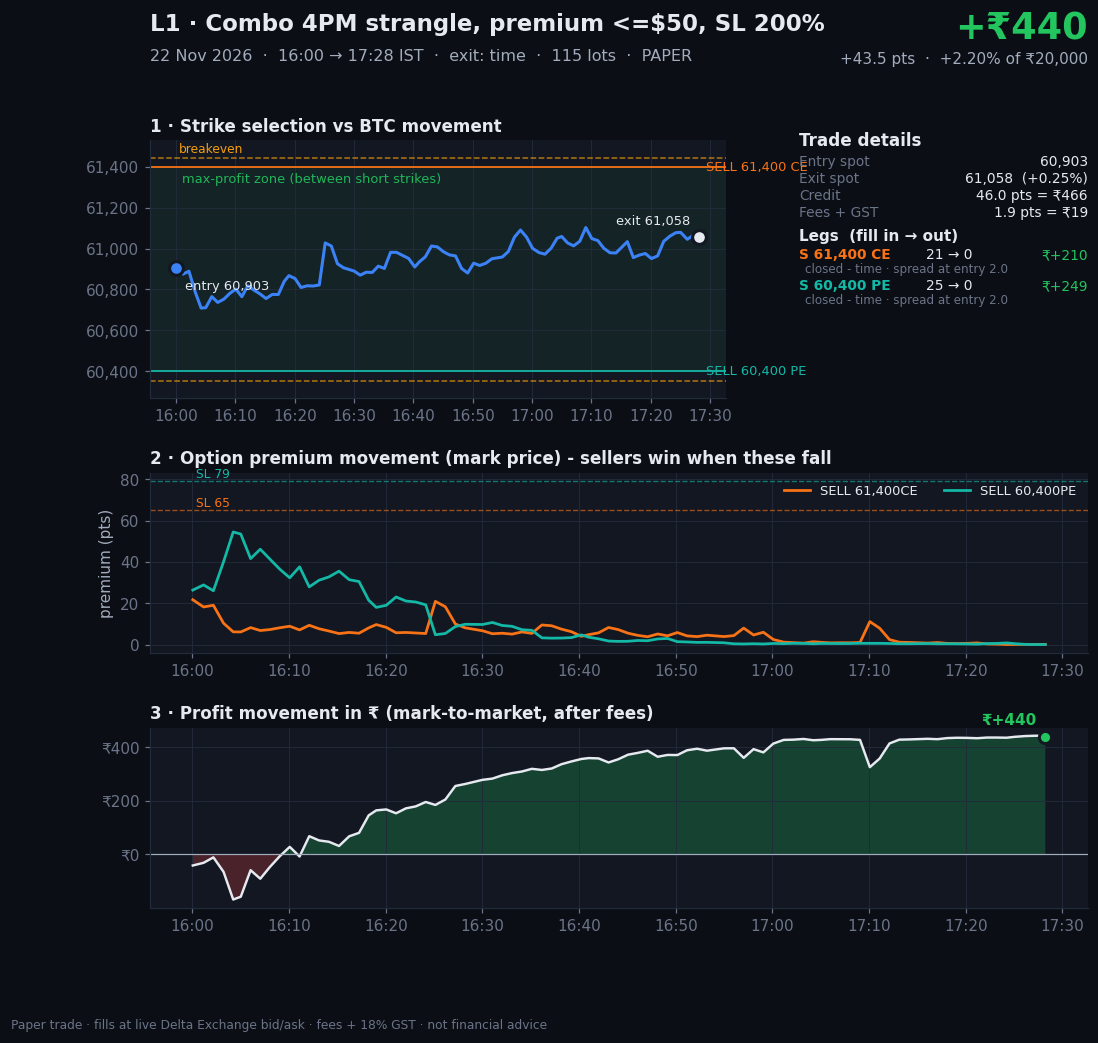 L1 · Combo 4PM strangle, premium <=$50, SL 200%
+₹440
22 Nov 2026 · 16:00 → 17:28 IST · exit: time · 115 lots · PAPER
+43.5 pts · +2.20% of ₹20,000
1 · Strike selection vs BTC movement
breakeven
SELL 61,400 CE
max-profit zone (between short strikes)
exit 61,058
entry 60,903
SELL 60,400 PE
61,400
61,200
61,000
60,800
60,600
60,400
16:00 16:10 16:20 16:30 16:40 16:50 17:00 17:10 17:20 17:30
Trade details
Entry spot 60,903
Exit spot 61,058 (+0.25%)
Credit 46.0 pts = ₹466
Fees + GST 1.9 pts = ₹19
Legs (fill in → out)
S 61,400 CE 21 → 0 ₹+210
closed - time · spread at entry 2.0
S 60,400 PE 25 → 0 ₹+249
closed - time · spread at entry 2.0
2 · Option premium movement (mark price) - sellers win when these fall
SL 79
SL 65
SELL 61,400CE SELL 60,400PE
premium (pts)
80
60
40
20
0
16:00 16:10 16:20 16:30 16:40 16:50 17:00 17:10 17:20 17:30
3 · Profit movement in ₹ (mark-to-market, after fees)
₹+440
₹400
₹200
₹0
16:00 16:10 16:20 16:30 16:40 16:50 17:00 17:10 17:20 17:30
Paper trade · fills at live Delta Exchange bid/ask · fees + 18% GST · not financial advice